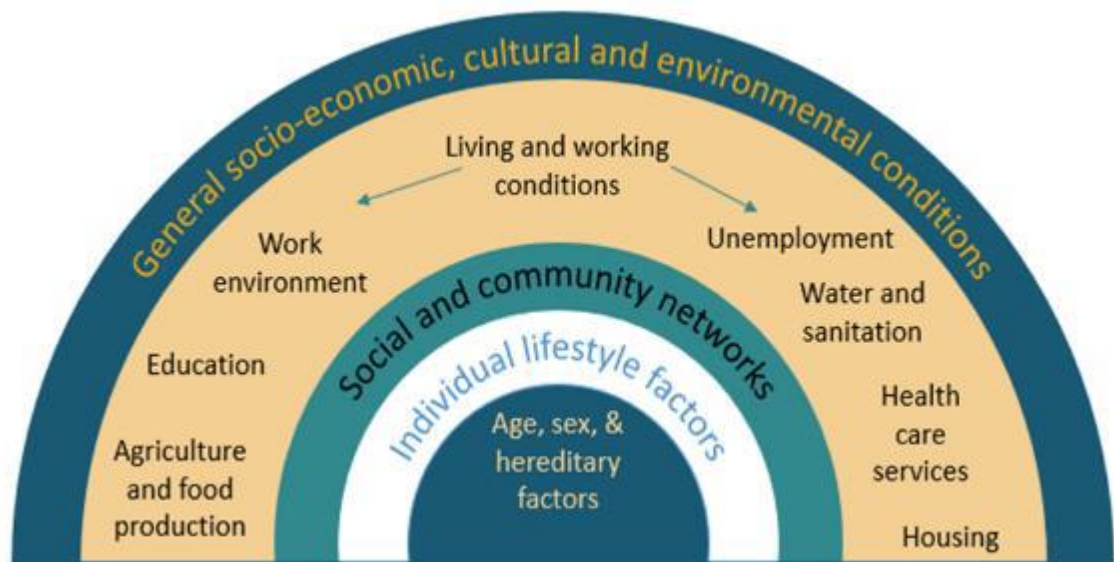 General socio-economic, cultural and environmental conditions
Living and working
conditions
Work
environment
Unemployment
Water and
sanitation
Education
Health
care
services
Agriculture
and food
production
Housing
Social and community networks
Individual lifestyle factors
Age, sex, &
hereditary
factors